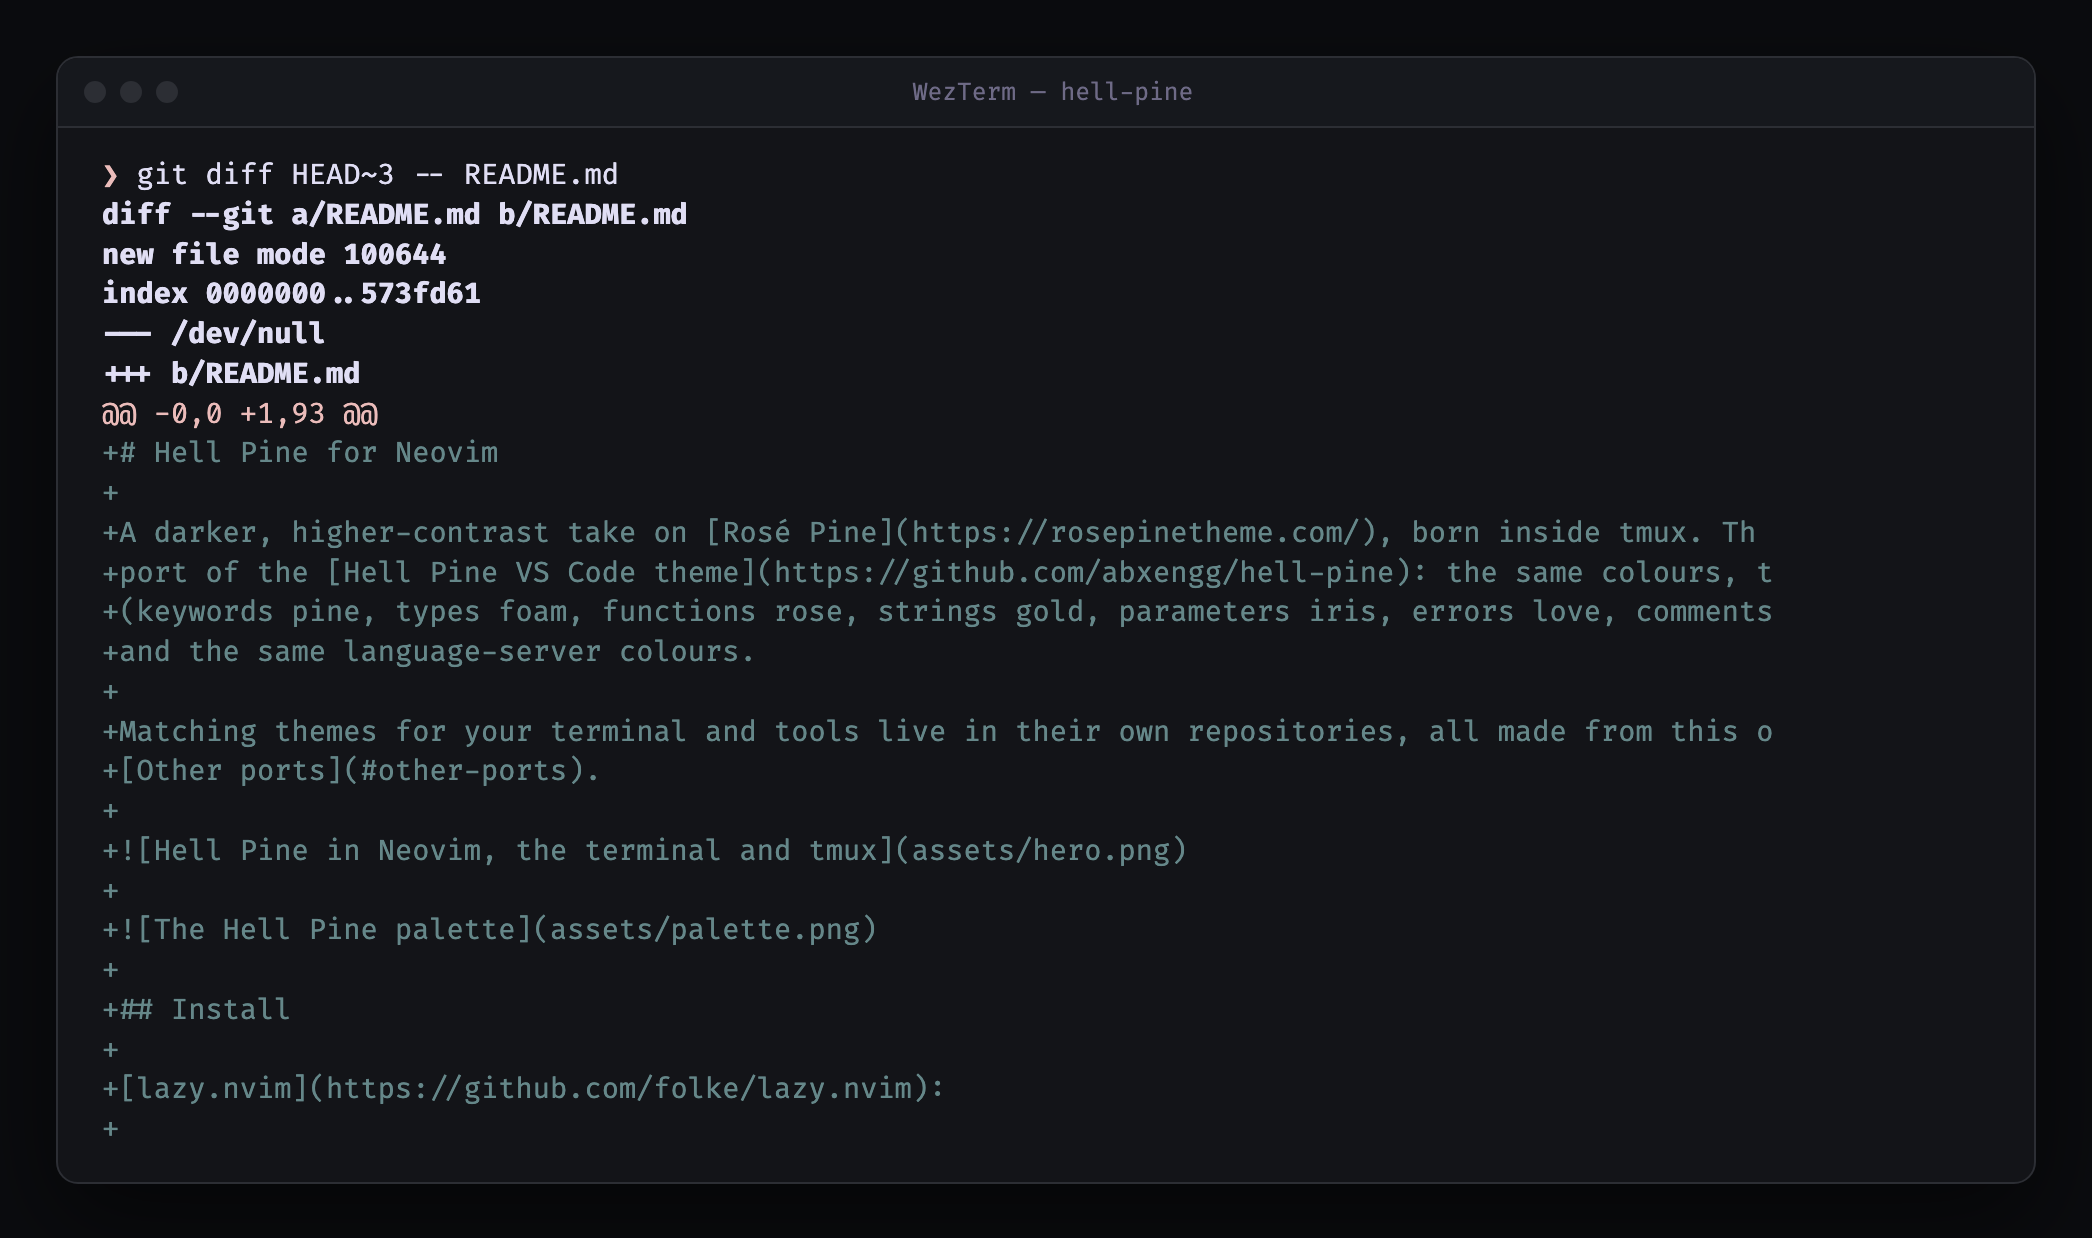 WezTerm — hell-pine
❯ git diff HEAD~3 -- README.md
diff --git a/README.md b/README.md
new file mode 100644
index 0000000..573fd61
--- /dev/null
+++ b/README.md
@@ -0,0 +1,93 @@
+# Hell Pine for Neovim
+
+A darker, higher-contrast take on [Rosé Pine](https://rosepinetheme.com/), born inside tmux. Th
+port of the [Hell Pine VS Code theme](https://github.com/abxengg/hell-pine): the same colours, t
+(keywords pine, types foam, functions rose, strings gold, parameters iris, errors love, comments
+and the same language-server colours.
+
+Matching themes for your terminal and tools live in their own repositories, all made from this o
+[Other ports](#other-ports).
+
+![Hell Pine in Neovim, the terminal and tmux](assets/hero.png)
+
+![The Hell Pine palette](assets/palette.png)
+
+## Install
+
+[lazy.nvim](https://github.com/folke/lazy.nvim):
+